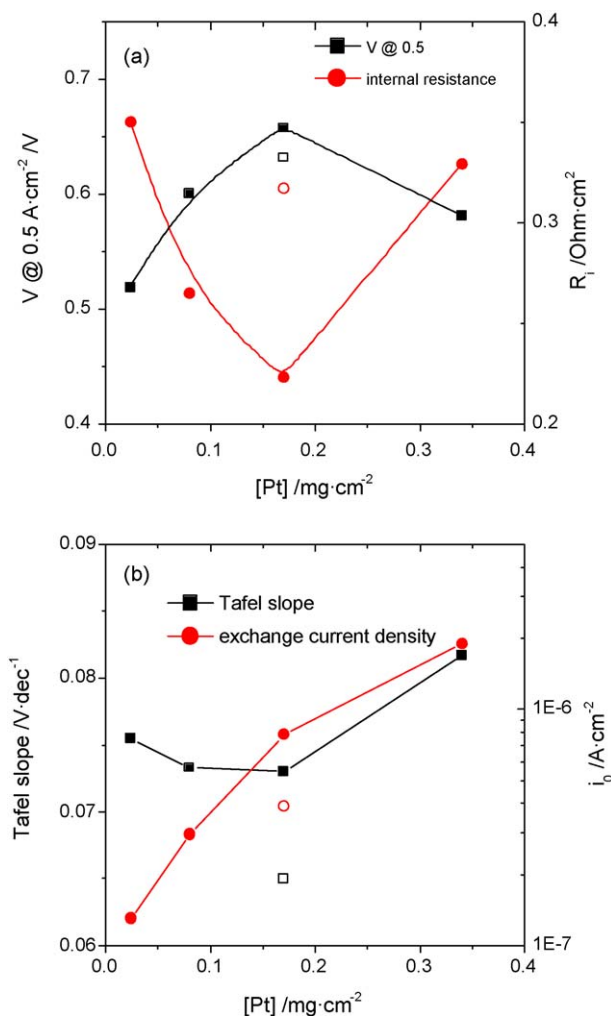 (a)
V @ 0.5
internal resistance
0.7
0.6
0.5
0.4
0.4
0.3
0.2
V @ 0.5 A·cm⁻² /V
Rᵢ /Ohm·cm²
0.0 0.1 0.2 0.3 0.4
[Pt] /mg·cm⁻²
(b)
Tafel slope
exchange current density
0.09
0.08
0.07
0.06
1E-6
1E-7
Tafel slope /V·dec⁻¹
i₀ /A·cm⁻²
0.0 0.1 0.2 0.3 0.4
[Pt] /mg·cm⁻²